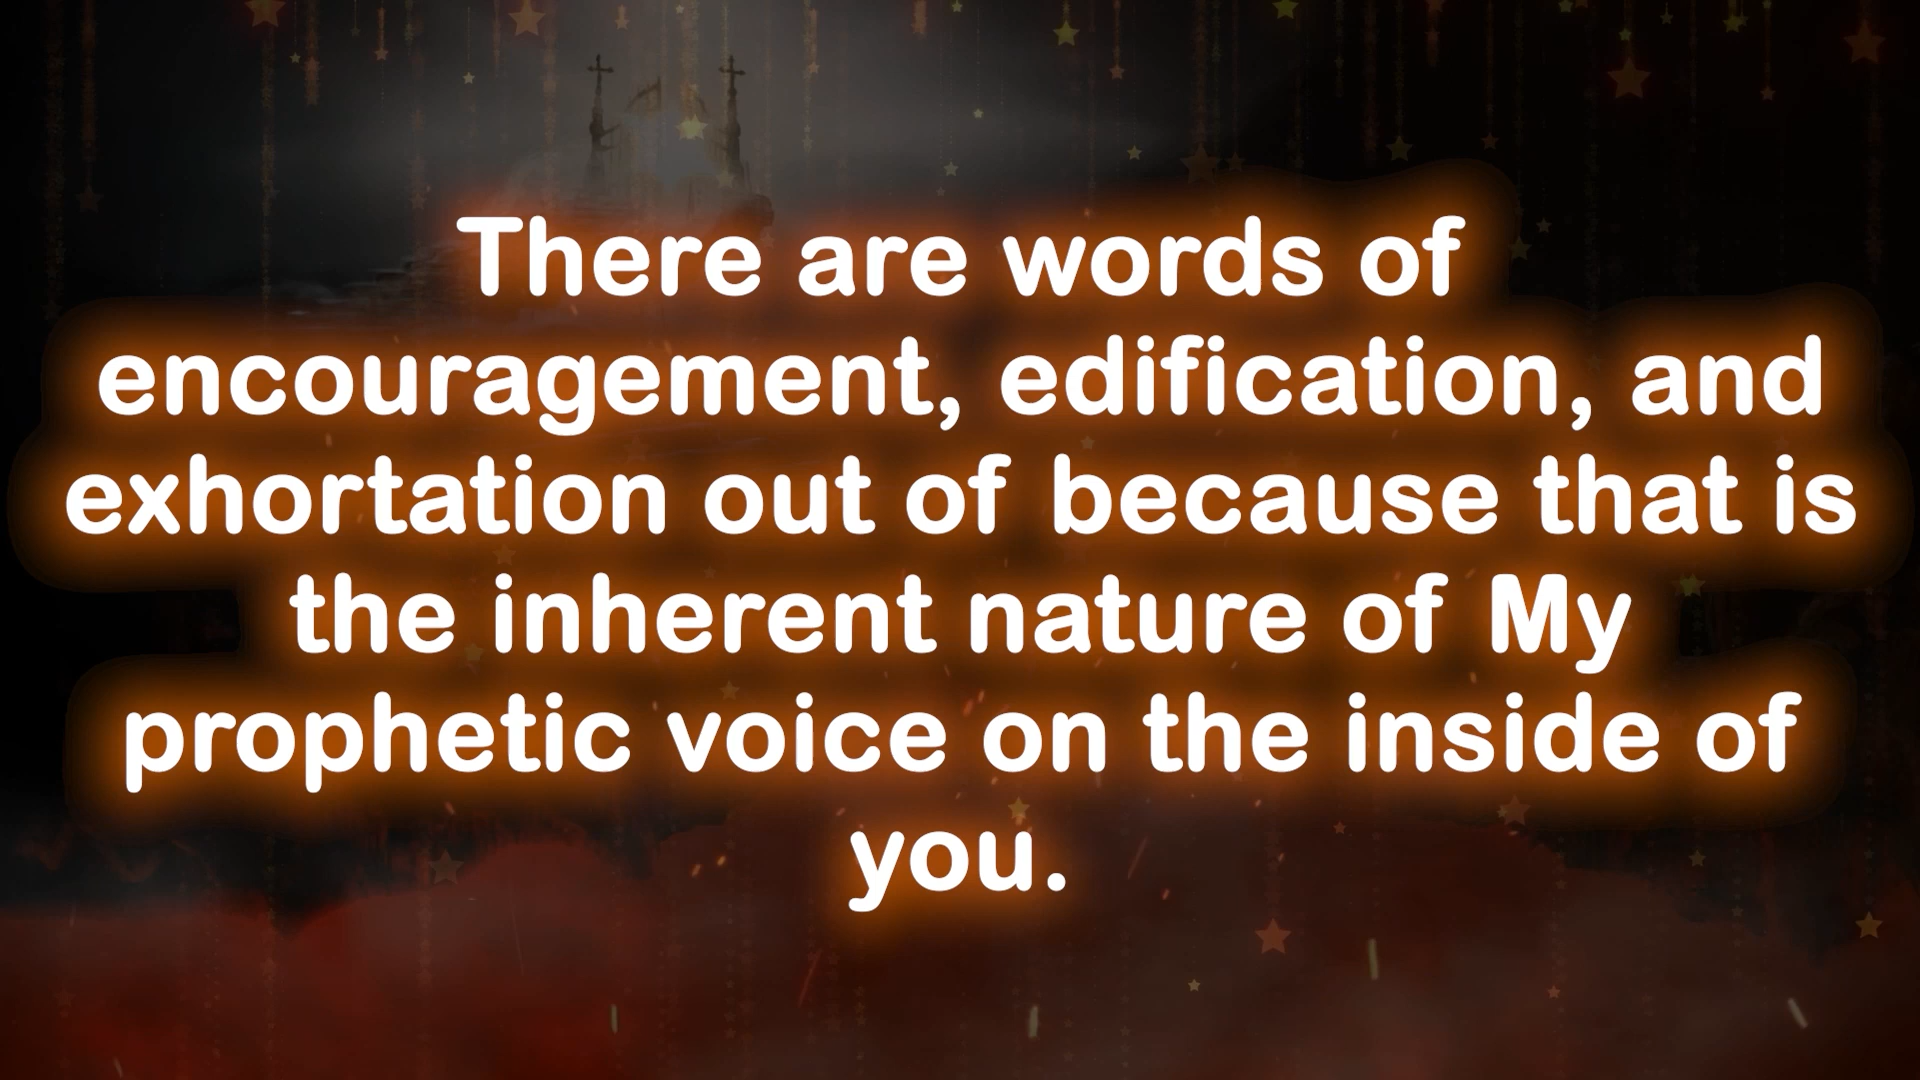 There are words of
encouragement, edification, and
exhortation out of because that is
the inherent nature of My
prophetic voice on the inside of
you.